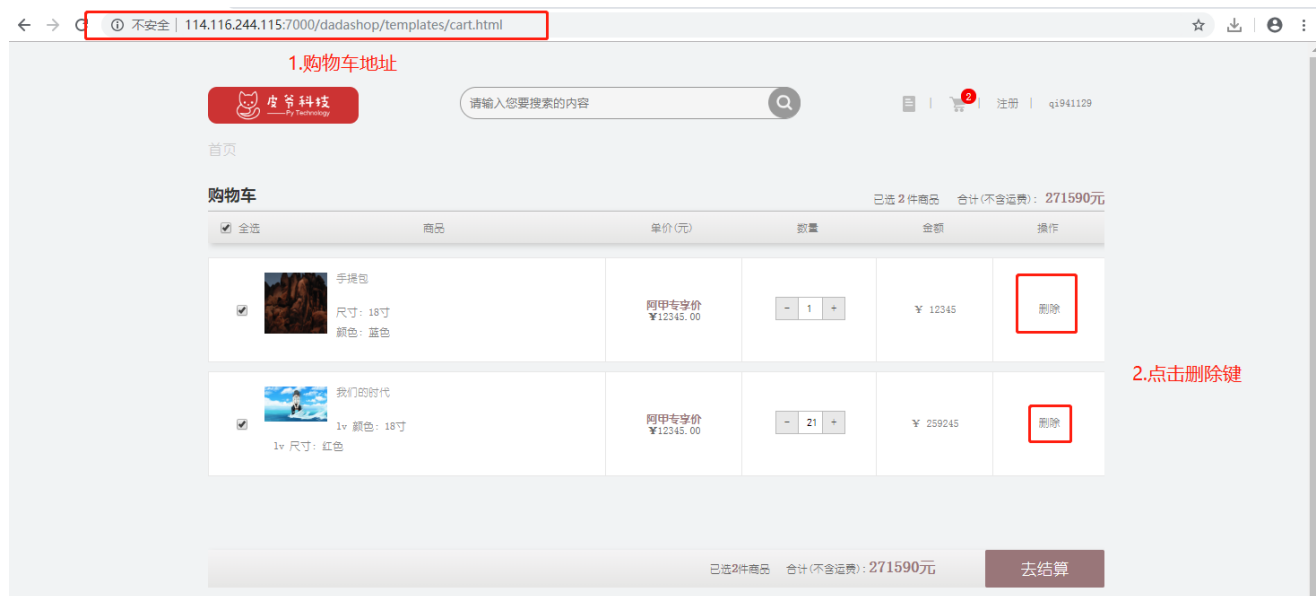 不安全 | 114.116.244.115:7000/dadashop/templates/cart.html
1.购物车地址
皮爷科技
Py Technology
请输入您要搜索的内容
2
注册
qi941129
首页
购物车
已选 2 件商品 合计(不含运费): 271590元
全选 商品 单价(元) 数量 金额 操作
手提包
尺寸: 18寸
颜色: 蓝色
阿甲专享价
¥12345.00
- 1 +
¥ 12345
删除
2.点击删除键
我们的时代
lv 颜色: 18寸
lv 尺寸: 红色
阿甲专享价
¥12345.00
- 21 +
¥ 259245
删除
已选2件商品 合计(不含运费): 271590元
去结算